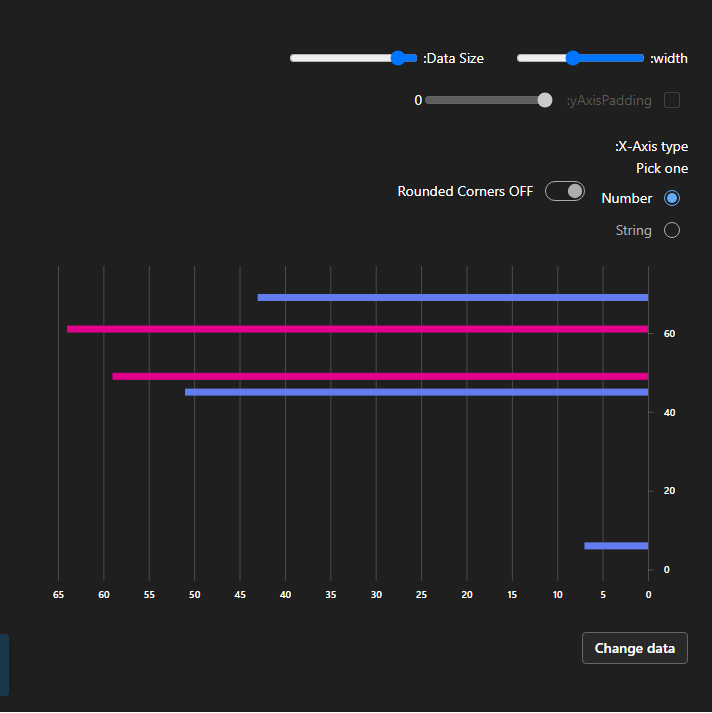 :width
:Data Size
:yAxisPadding
0
:X-Axis type
Pick one
Number
String
Rounded Corners OFF
60
40
20
0
65 60 55 50 45 40 35 30 25 20 15 10 5 0
Change data